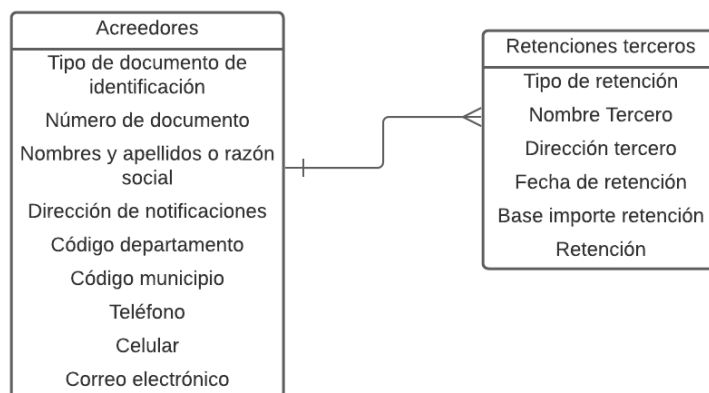 Acreedores
Tipo de documento de
identificación
Número de documento
Nombres y apellidos o razón
social
Dirección de notificaciones
Código departamento
Código municipio
Teléfono
Celular
Correo electrónico
Retenciones terceros
Tipo de retención
Nombre Tercero
Dirección tercero
Fecha de retención
Base importe retención
Retención